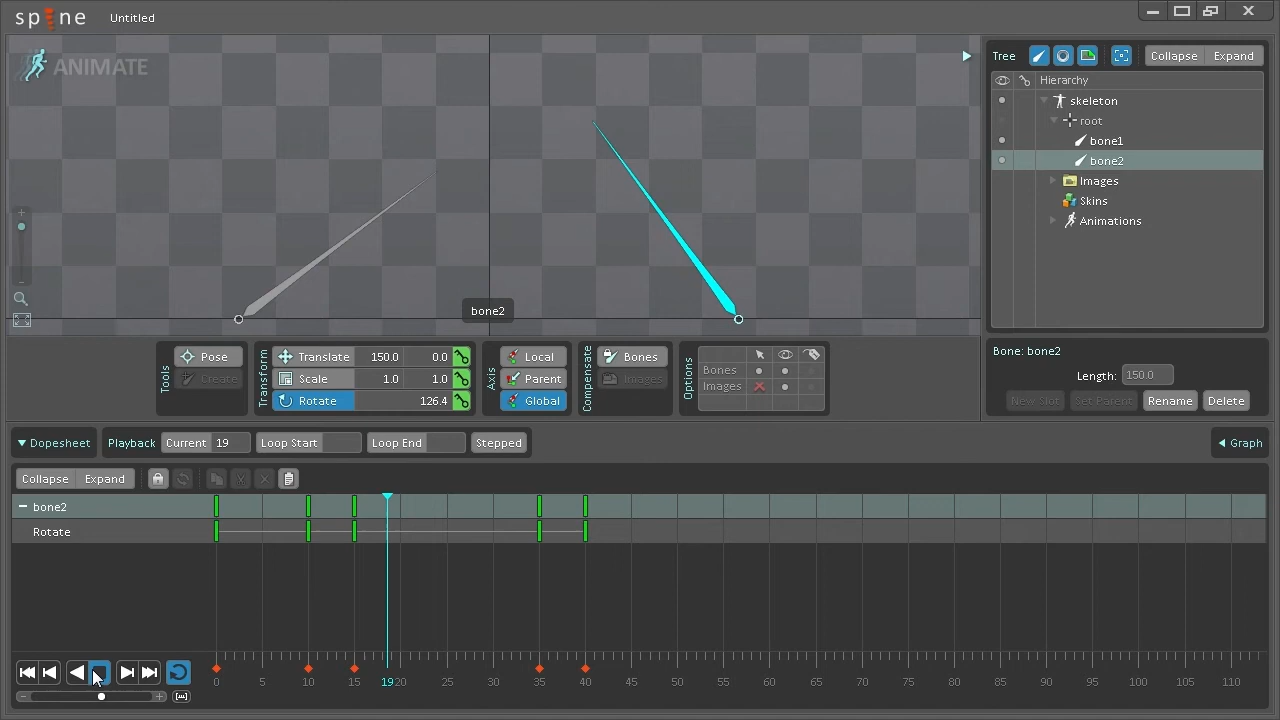 spine Untitled
ANIMATE
Tree Collapse Expand
Hierarchy
skeleton
root
bone1
bone2
Images
Skins
Animations
bone2
Tools
Pose
Create
Transform
Translate 150.0 0.0
Scale 1.0 1.0
Rotate 126.4
Axis
Local
Parent
Global
Compensate
Bones
Images
Options
Bones
Images
Bone: bone2
Length: 150.0
New Slot Set Parent Rename Delete
Dopesheet Playback Current 19 Loop Start Loop End Stepped Graph
Collapse Expand
bone2
Rotate
0 5 10 15 19 20 25 30 35 40 45 50 55 60 65 70 75 80 85 90 95 100 105 110